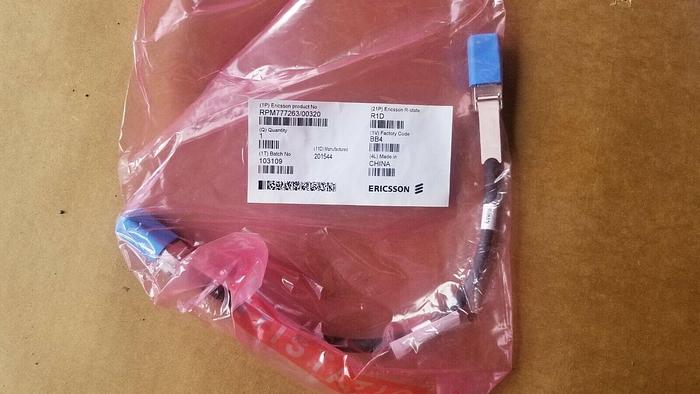 (1P) Ericsson product No
RPM777263/00320
(21P) Ericsson R-state
R1D
(Q) Quantity
1
(1V) Factory Code
BB4
(1T) Batch No
103109
(11D) Manufactured
201544
(4L) Made in
CHINA
ERICSSON